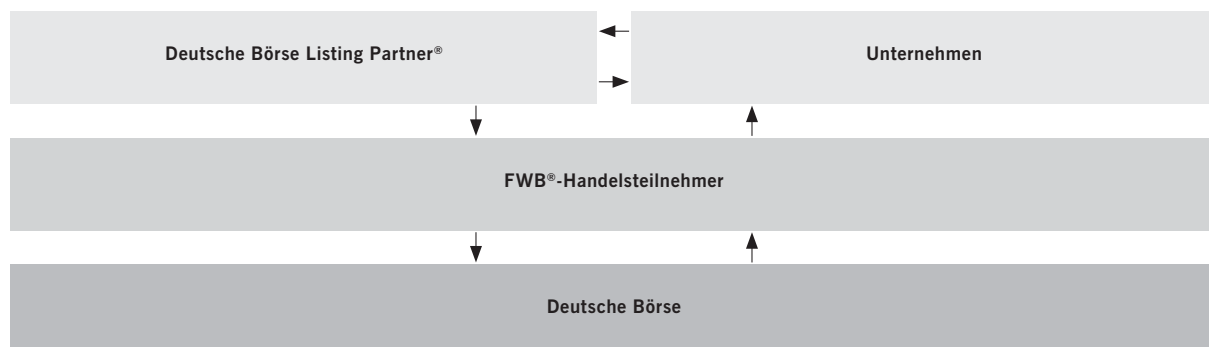 Deutsche Börse Listing Partner®
Unternehmen
FWB®-Handelsteilnehmer
Deutsche Börse